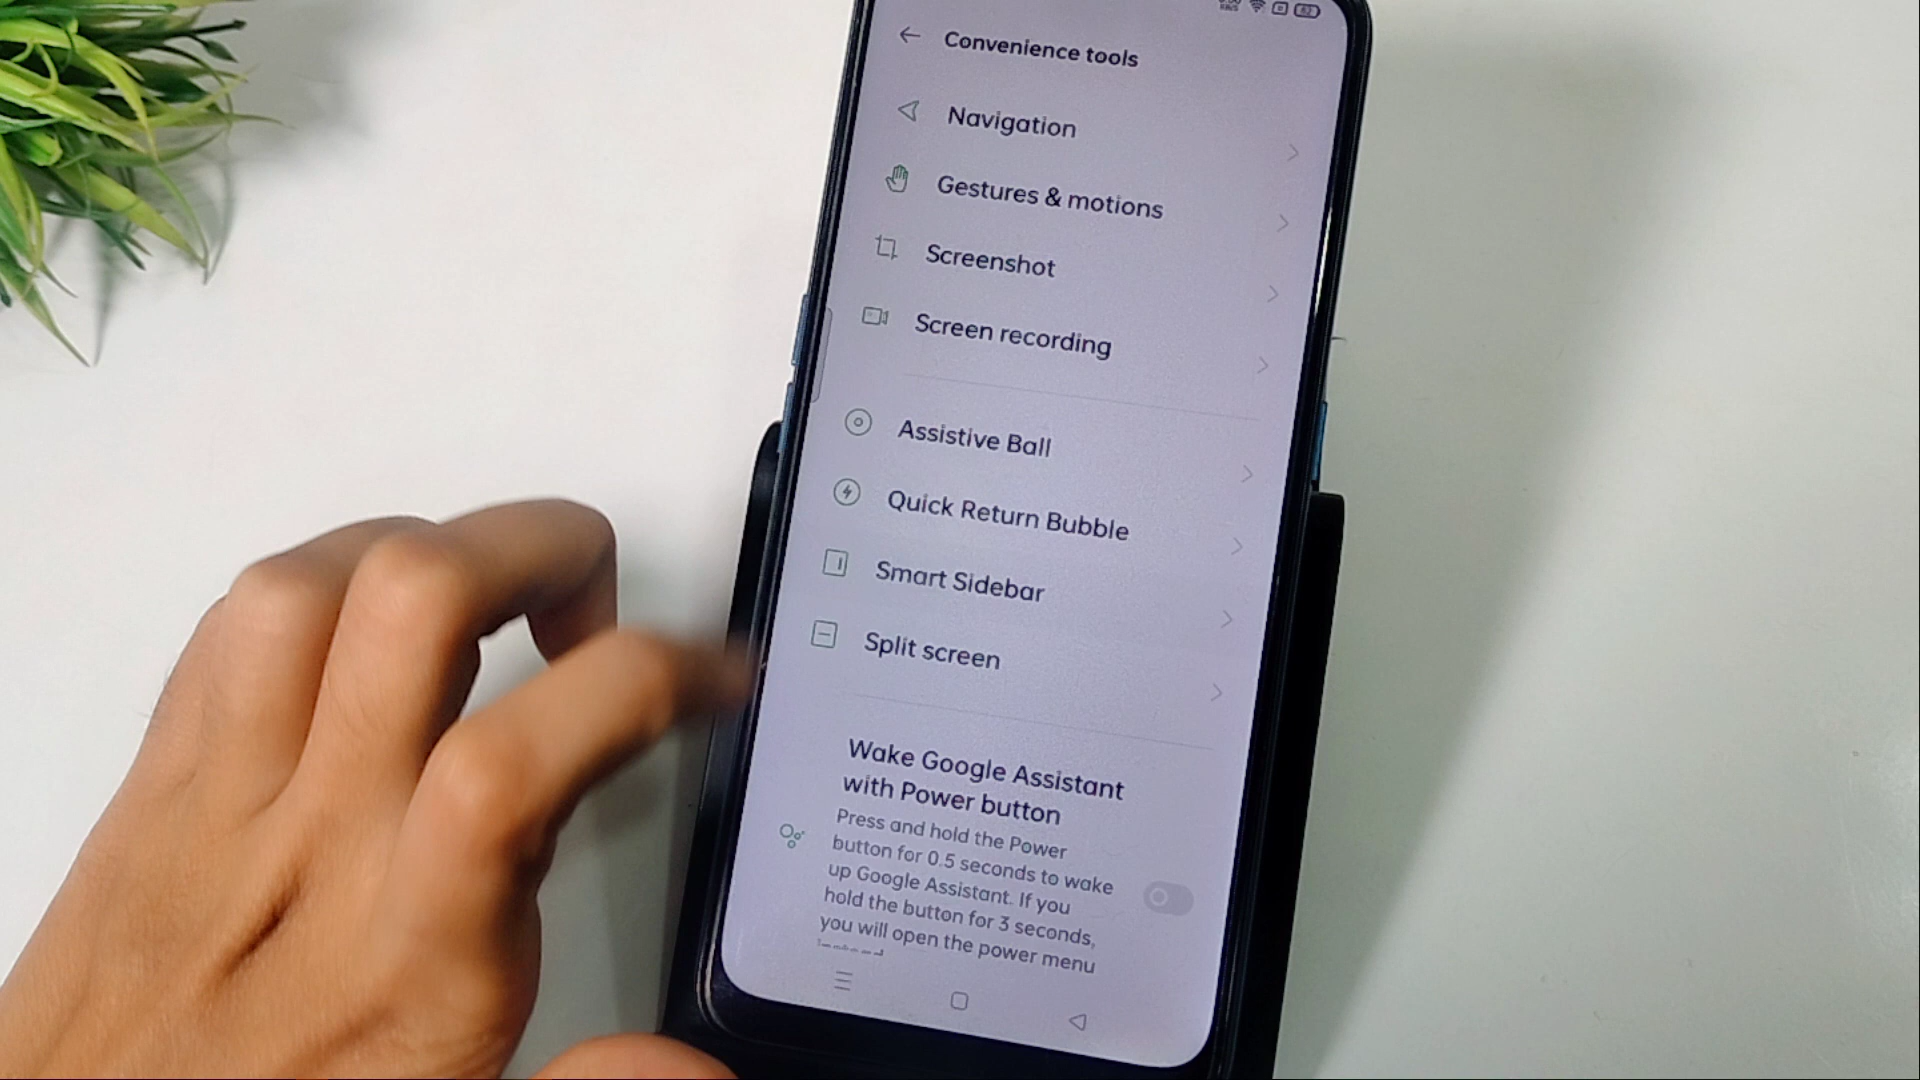 Convenience tools
Navigation
Gestures & motions
Screenshot
Screen recording
Assistive Ball
Quick Return Bubble
Smart Sidebar
Split screen
Wake Google Assistant
with Power button
Press and hold the Power
button for 0.5 seconds to wake
up Google Assistant. If you
hold the button for 3 seconds,
you will open the power menu